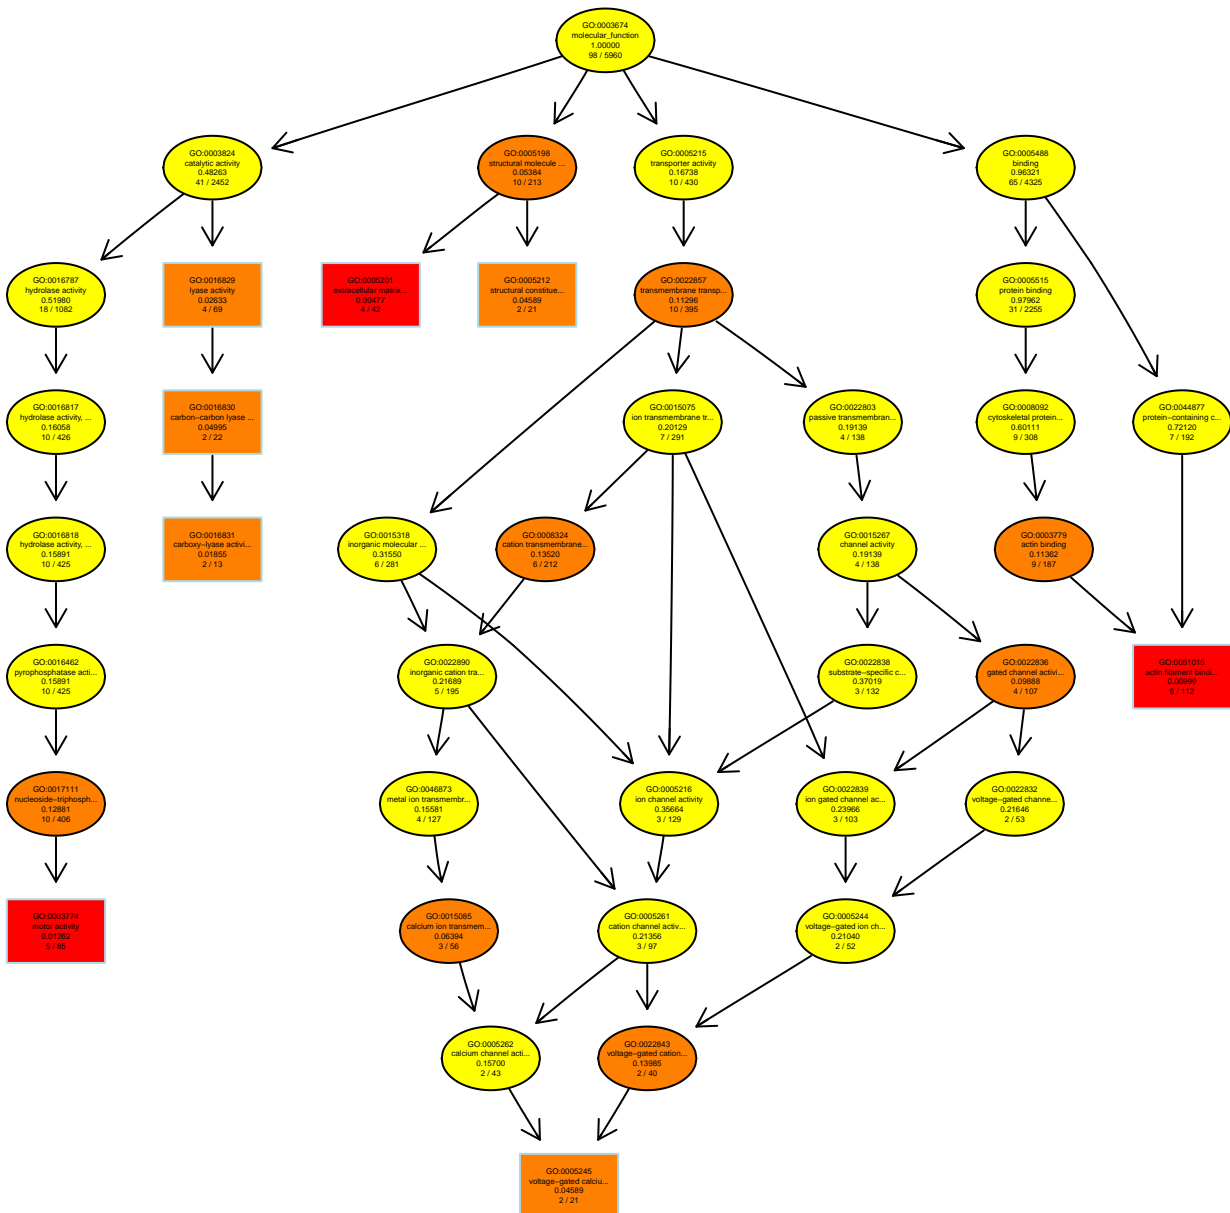 GO:0003674
molecular_function
1.00000
98 / 5960
GO:0003824
catalytic activity
0.48263
41 / 2452
GO:0005198
structural molecule ...
0.05384
10 / 213
GO:0005215
transporter activity
0.16738
10 / 430
GO:0005488
binding
0.96321
65 / 4325
GO:0016787
hydrolase activity
0.51980
18 / 1082
GO:0016829
lyase activity
0.02633
4 / 69
GO:0005201
extracellular matrix...
0.00477
4 / 42
GO:0005212
structural constitue...
0.04589
2 / 21
GO:0022857
transmembrane transp...
0.11296
10 / 395
GO:0005515
protein binding
0.97962
31 / 2255
GO:0016817
hydrolase activity, ...
0.16058
10 / 426
GO:0016830
carbon−carbon lyase ...
0.04995
2 / 22
GO:0015075
ion transmembrane tr...
0.20129
7 / 291
GO:0022803
passive transmembran...
0.19139
4 / 138
GO:0008092
cytoskeletal protein...
0.60111
9 / 308
GO:0044877
protein−containing c...
0.72120
7 / 192
GO:0016818
hydrolase activity, ...
0.15891
10 / 425
GO:0016831
carboxy−lyase activi...
0.01855
2 / 13
GO:0015318
inorganic molecular ...
0.31550
6 / 281
GO:0008324
cation transmembrane...
0.13520
6 / 212
GO:0015267
channel activity
0.19139
4 / 138
GO:0003779
actin binding
0.11362
9 / 187
GO:0016462
pyrophosphatase acti...
0.15891
10 / 425
GO:0022890
inorganic cation tra...
0.21689
5 / 195
GO:0022838
substrate−specific c...
0.37019
3 / 132
GO:0022836
gated channel activi...
0.09888
4 / 107
GO:0051015
actin filament bindi...
0.00999
6 / 112
GO:0017111
nucleoside−triphosph...
0.12881
10 / 406
GO:0046873
metal ion transmembr...
0.15581
4 / 127
GO:0005216
ion channel activity
0.35664
3 / 129
GO:0022839
ion gated channel ac...
0.23966
3 / 103
GO:0022832
voltage−gated channe...
0.21646
2 / 53
GO:0003774
motor activity
0.01262
5 / 85
GO:0015085
calcium ion transmem...
0.06394
3 / 56
GO:0005261
cation channel activ...
0.21356
3 / 97
GO:0005244
voltage−gated ion ch...
0.21040
2 / 52
GO:0005262
calcium channel acti...
0.15700
2 / 43
GO:0022843
voltage−gated cation...
0.13985
2 / 40
GO:0005245
voltage−gated calciu...
0.04589
2 / 21